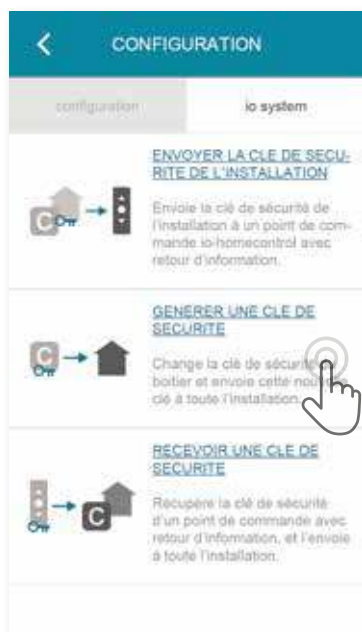 CONFIGURATION
configuration
io system
ENVOYER LA CLE DE SECU-
RITE DE L'INSTALLATION
Envoie la clé de sécurité de
l'installation à un point de com-
mande io-homecontrol avec
retour d'information.
GENERER UNE CLE DE
SECURITE
Change la clé de sécurité
boitier et envoie cette
clé à toute l'installation.
RECEVOIR UNE CLE DE
SECURITE
Récupère la clé de sécurité
d'un point de commande avec
retour d'information, et l'envoie
à toute l'installation.
C
C
C